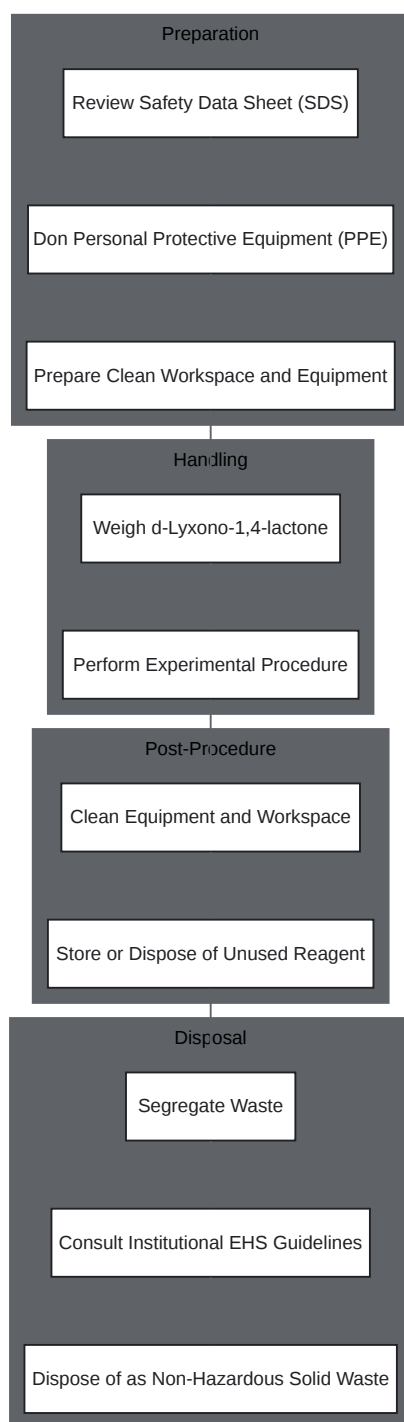 Preparation
Review Safety Data Sheet (SDS)
Don Personal Protective Equipment (PPE)
Prepare Clean Workspace and Equipment
Handling
Weigh d-Lyxono-1,4-lactone
Perform Experimental Procedure
Post-Procedure
Clean Equipment and Workspace
Store or Dispose of Unused Reagent
Disposal
Segregate Waste
Consult Institutional EHS Guidelines
Dispose of as Non-Hazardous Solid Waste